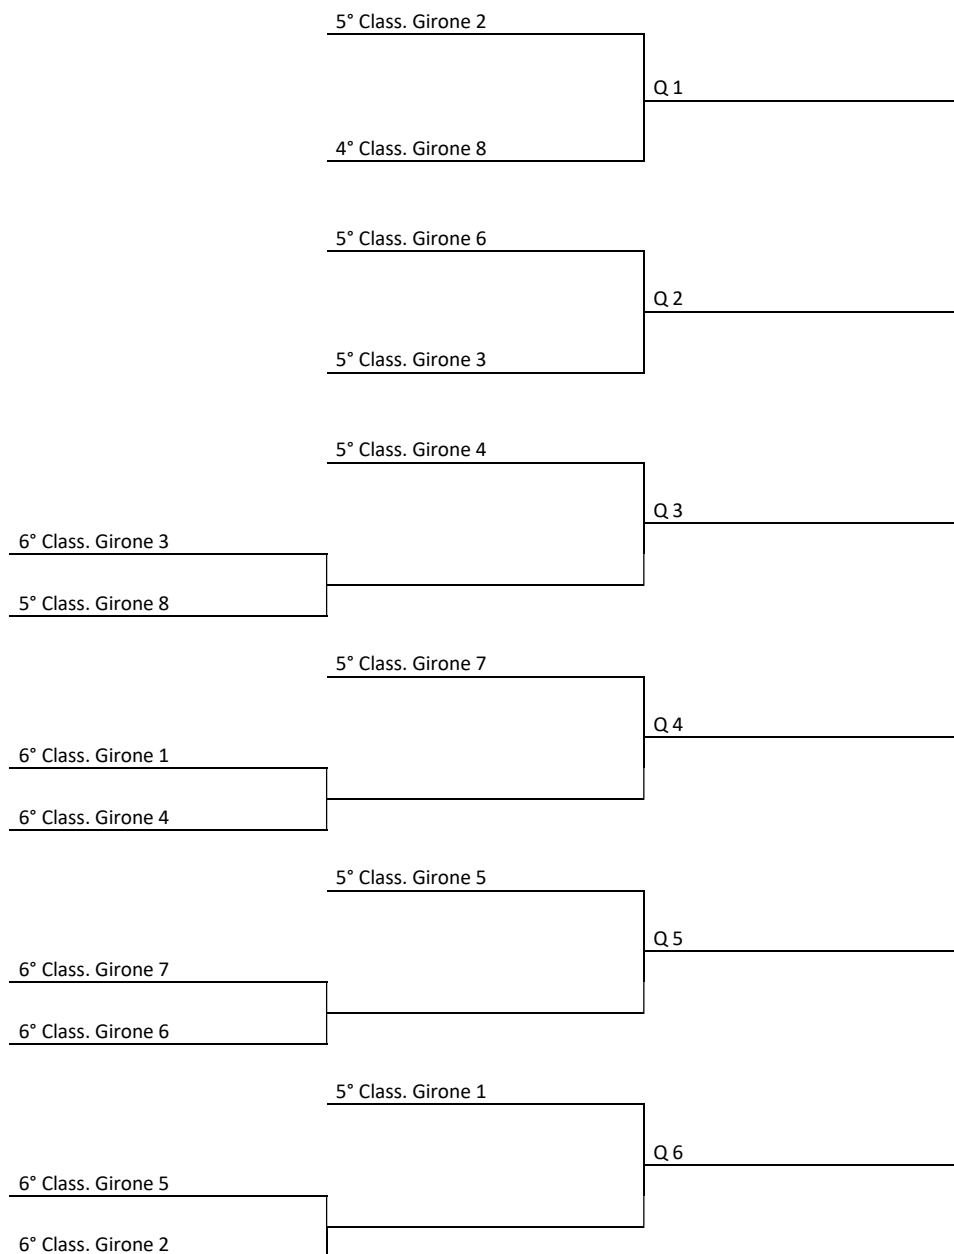 5° Class. Girone 2
Q 1
4° Class. Girone 8
5° Class. Girone 6
Q 2
5° Class. Girone 3
5° Class. Girone 4
Q 3
6° Class. Girone 3
5° Class. Girone 8
5° Class. Girone 7
Q 4
6° Class. Girone 1
6° Class. Girone 4
5° Class. Girone 5
Q 5
6° Class. Girone 7
6° Class. Girone 6
5° Class. Girone 1
Q 6
6° Class. Girone 5
6° Class. Girone 2